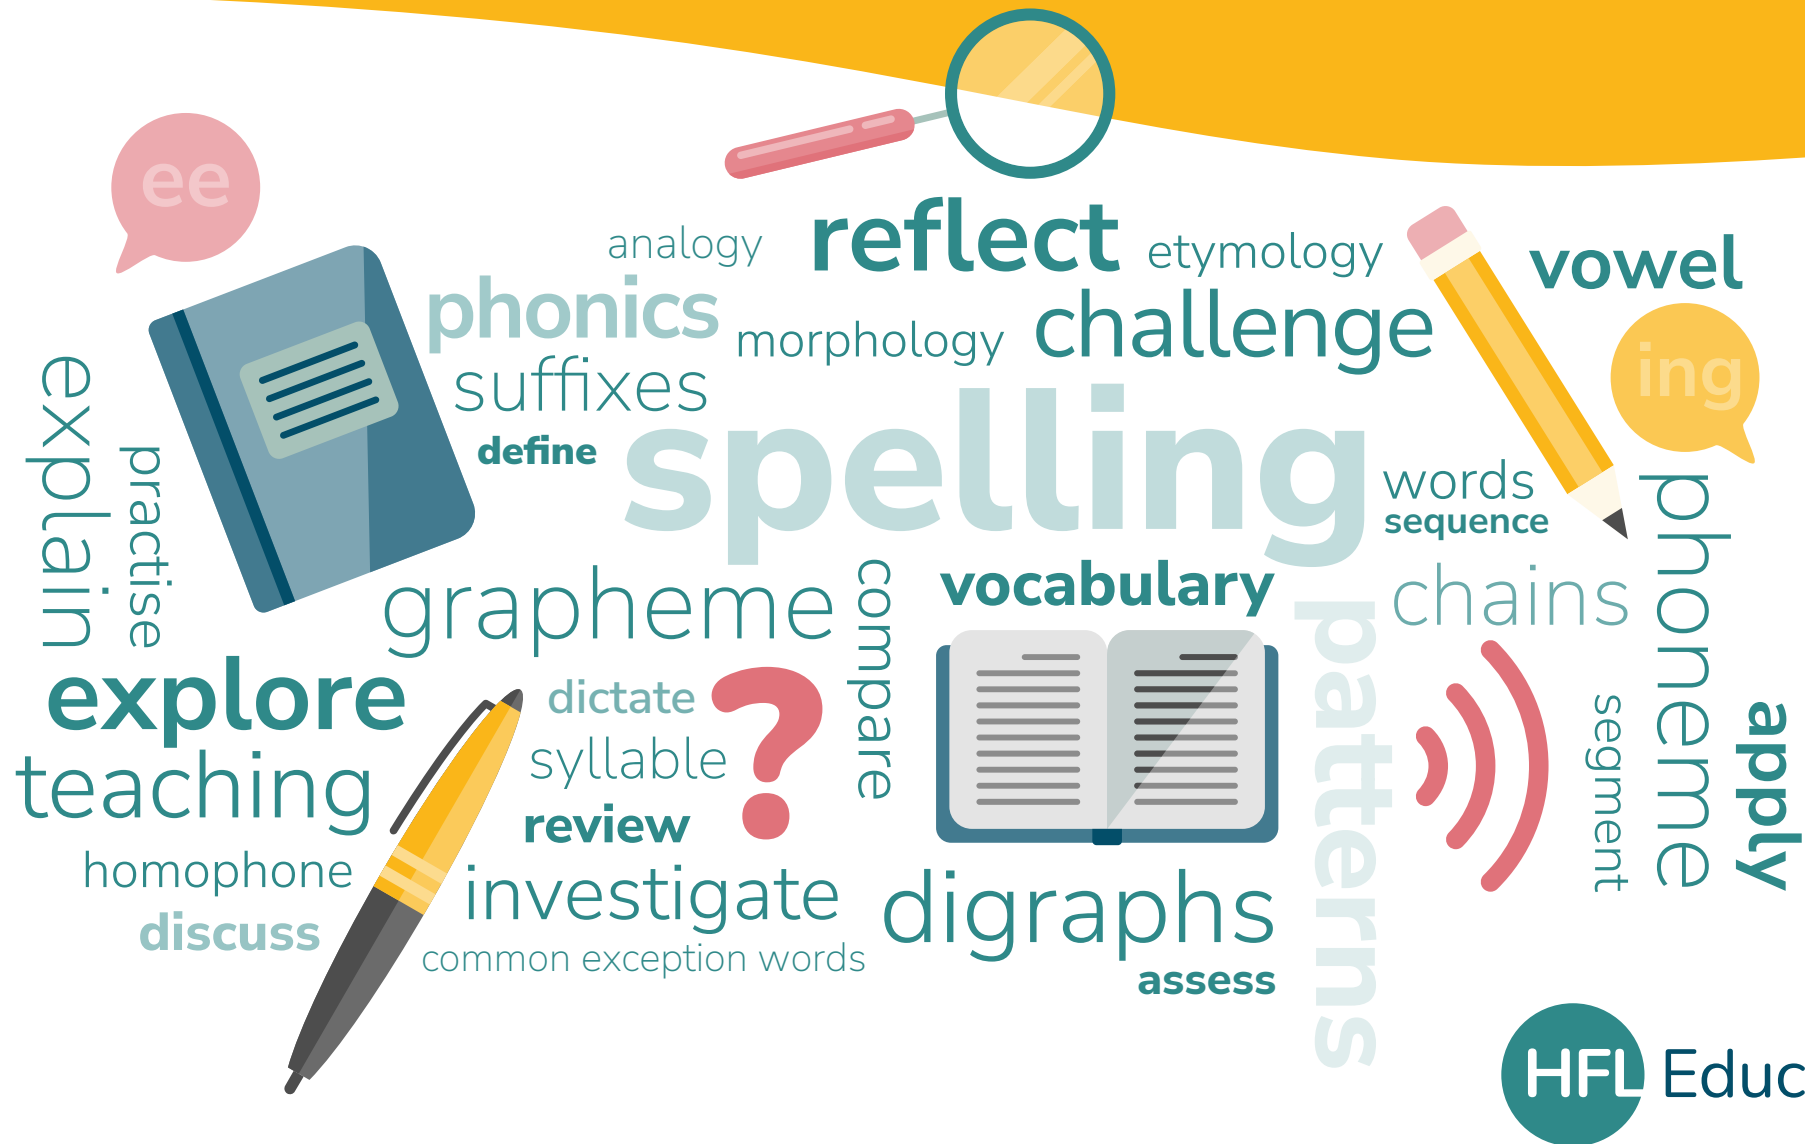 ee
analogy
reflect
etymology
vowel
phonics
morphology
challenge
ing
suffixes
explain
practise
define
spelling
words
sequence
phoneme
grapheme
compare
vocabulary
chains
patterns
explore
dictate
segment
apply
teaching
syllable
?
review
homophone
investigate
digraphs
discuss
common exception words
assess
HFL Educ